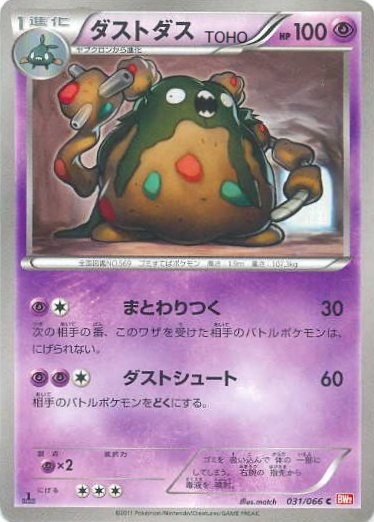 1進化
ダストダス TOHO HP100
ヤブクロンから進化
全国図鑑NO.569 ゴミすてばポケモン 高さ:1.9m 重さ:107.3kg
まとわりつく 30
次の相手の番、このワザを受けた相手のバトルポケモンは、
にげられない。
ダストシュート 60
相手のバトルポケモンをどくにする。
弱点 抵抗力
×2
にげる
ゴミを吸い込んで 体の一部
にしてしまう。 右腕の 指先から
毒液を 噴射。
illus.match 031/066 C BW2
©2011 Pokémon/Nintendo/Creatures/GAME FREAK.